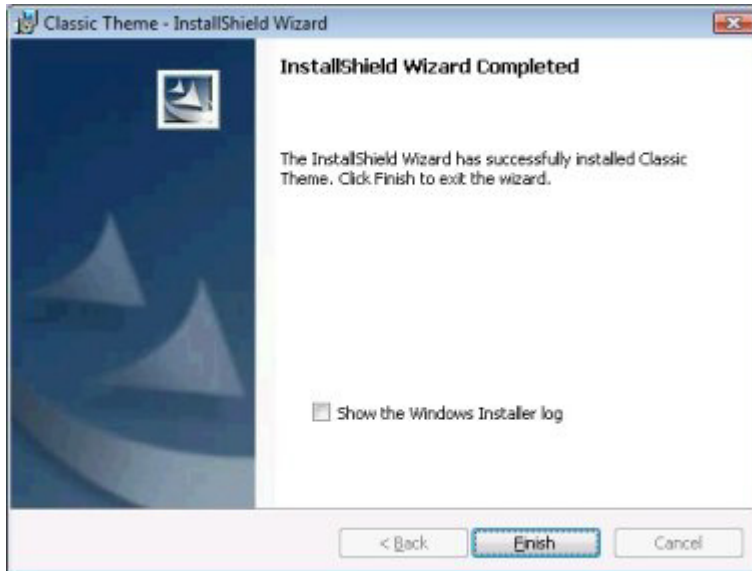 Classic Theme - InstallShield Wizard
InstallShield Wizard Completed
The InstallShield Wizard has successfully installed Classic
Theme. Click Finish to exit the wizard.
Show the Windows Installer log
< Back Finish Cancel